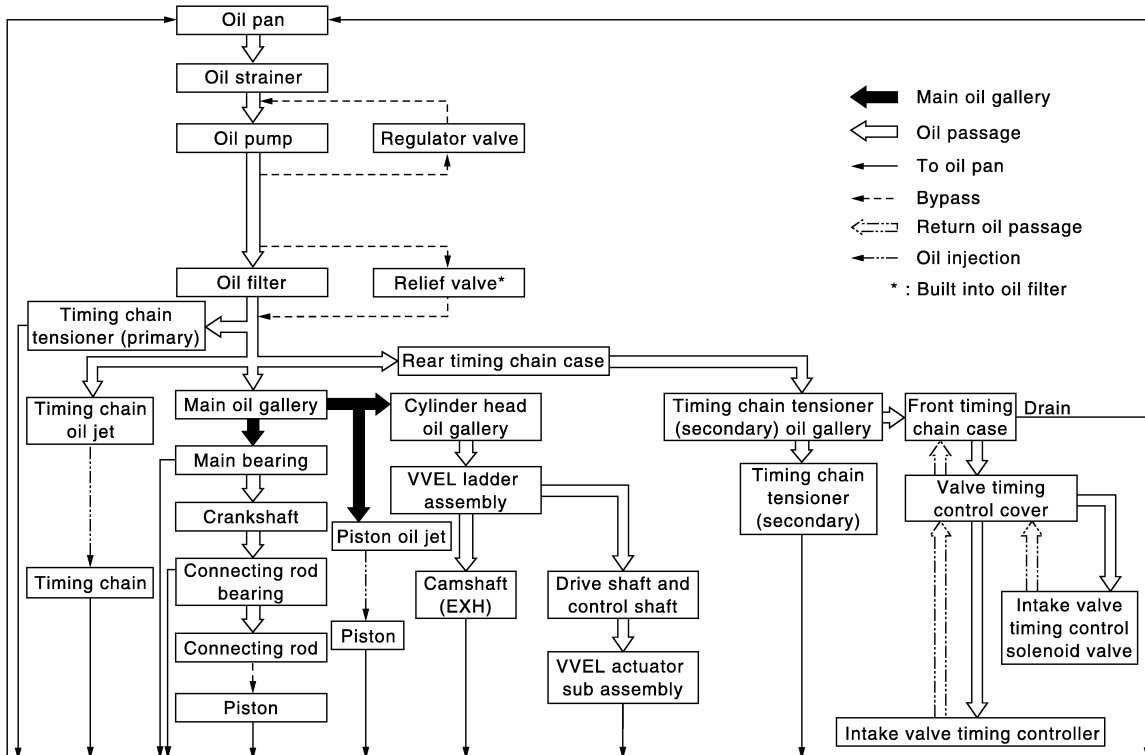 Oil pan
Oil strainer
Oil pump
Regulator valve
Oil filter
Relief valve*
Main oil gallery
Oil passage
To oil pan
Bypass
Return oil passage
Oil injection
* : Built into oil filter
Timing chain
tensioner (primary)
Rear timing chain case
Timing chain
oil jet
Main oil gallery
Cylinder head
oil gallery
Timing chain tensioner
(secondary) oil gallery
Front timing
chain case
Drain
Main bearing
VVEL ladder
assembly
Timing chain
tensioner
(secondary)
Valve timing
control cover
Crankshaft
Piston oil jet
Timing chain
Connecting rod
bearing
Camshaft
(EXH)
Drive shaft and
control shaft
Intake valve
timing control
solenoid valve
Connecting rod
Piston
VVEL actuator
sub assembly
Piston
Intake valve timing controller